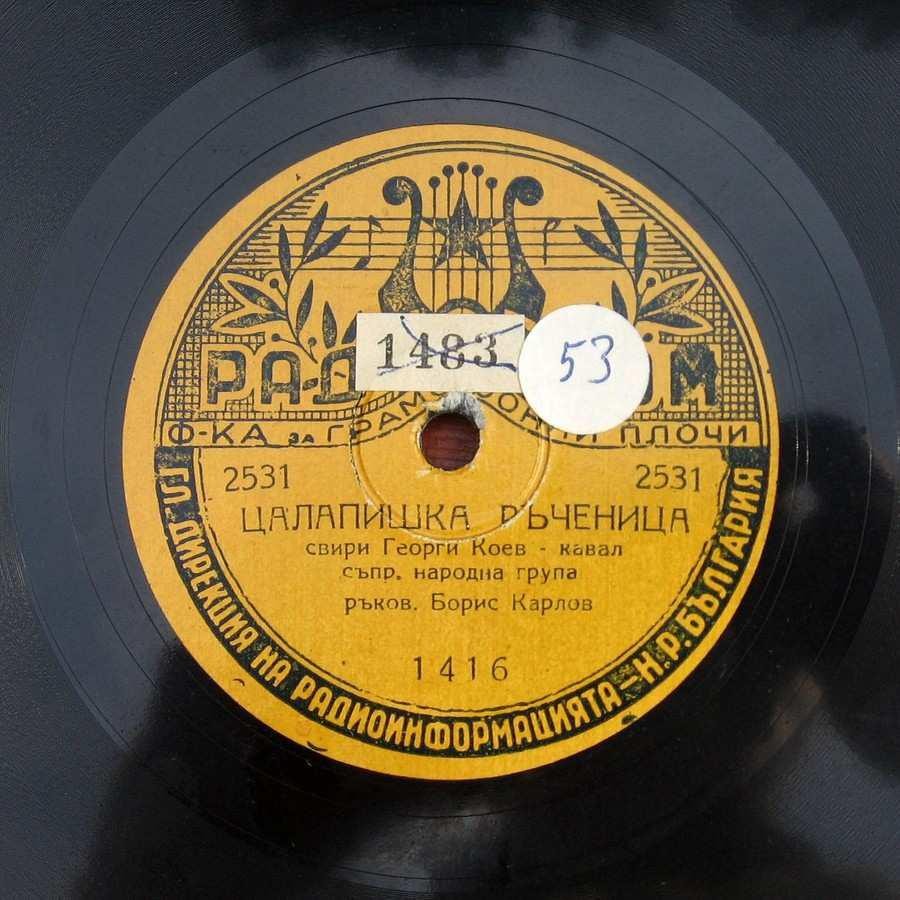 1483
53
Ф-КА за ГРАМОФОННИ ПЛОЧИ
2531 2531
ЦАЛАПИШКА РЪЧЕНИЦА
свири Георги Коев - кавал
съпр. народна група
ръков. Борис Карлов
1416
ГЛ. ДИРЕКЦИЯ НА РАДИОИНФОРМАЦИЯТА - Н.Р. БЪЛГАРИЯ